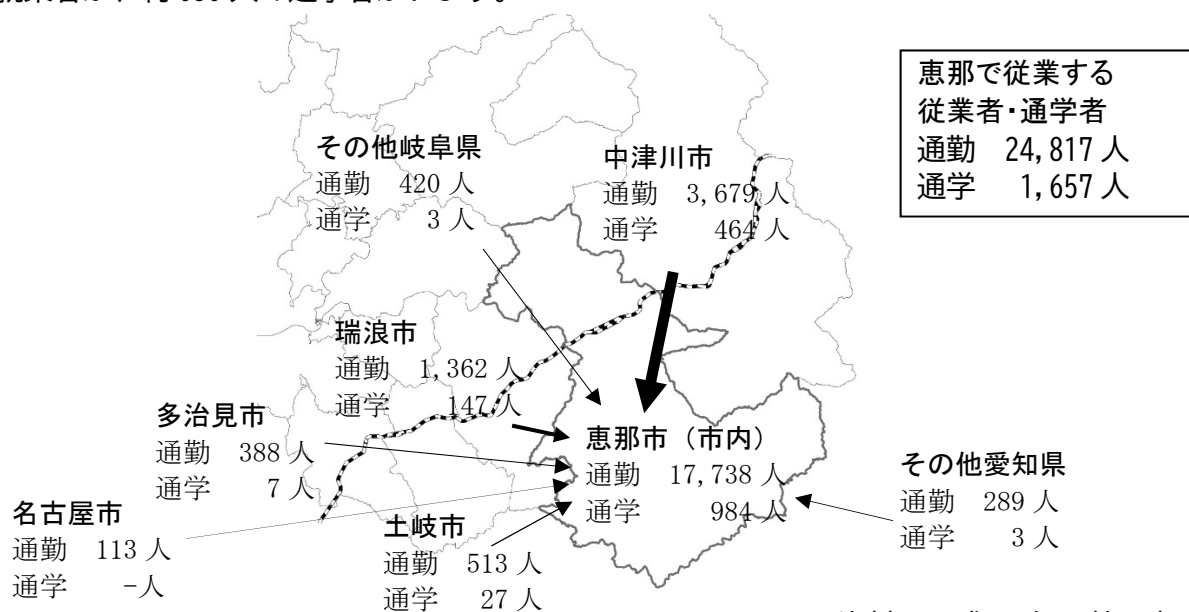 恵那で従業する
従業者・通学者
通勤 24,817 人
通学 1,657 人
その他岐阜県
通勤 420 人
通学 3 人
中津川市
通勤 3,679 人
通学 464 人
瑞浪市
通勤 1,362 人
通学 147 人
多治見市
通勤 388 人
通学 7 人
恵那市（市内）
通勤 17,738 人
通学 984 人
その他愛知県
通勤 289 人
通学 3 人
名古屋市
通勤 113 人
通学 -人
土岐市
通勤 513 人
通学 27 人